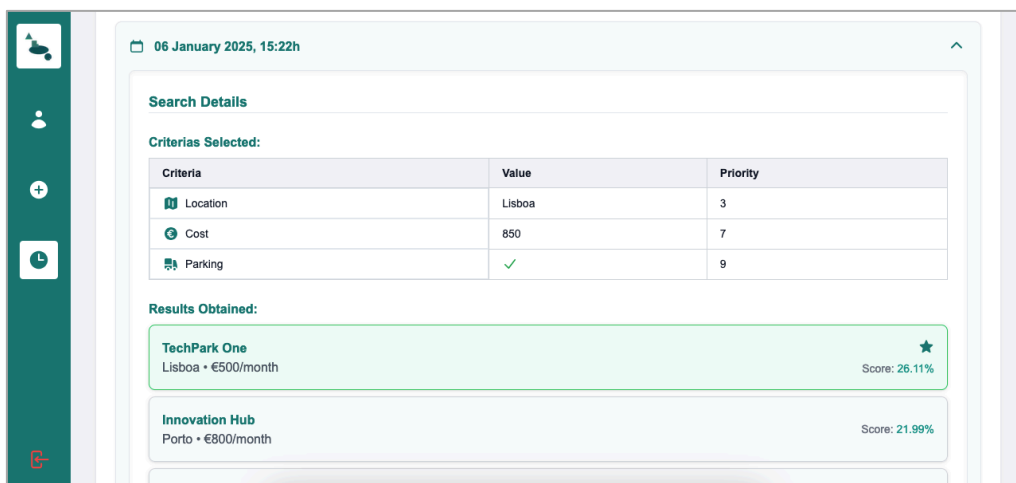 06 January 2025, 15:22h
Search Details
Criterias Selected:
Criteria Value Priority
Location Lisboa 3
Cost 850 7
Parking ✓ 9
Results Obtained:
TechPark One
Lisboa • €500/month Score: 26.11%
Innovation Hub
Porto • €800/month Score: 21.99%